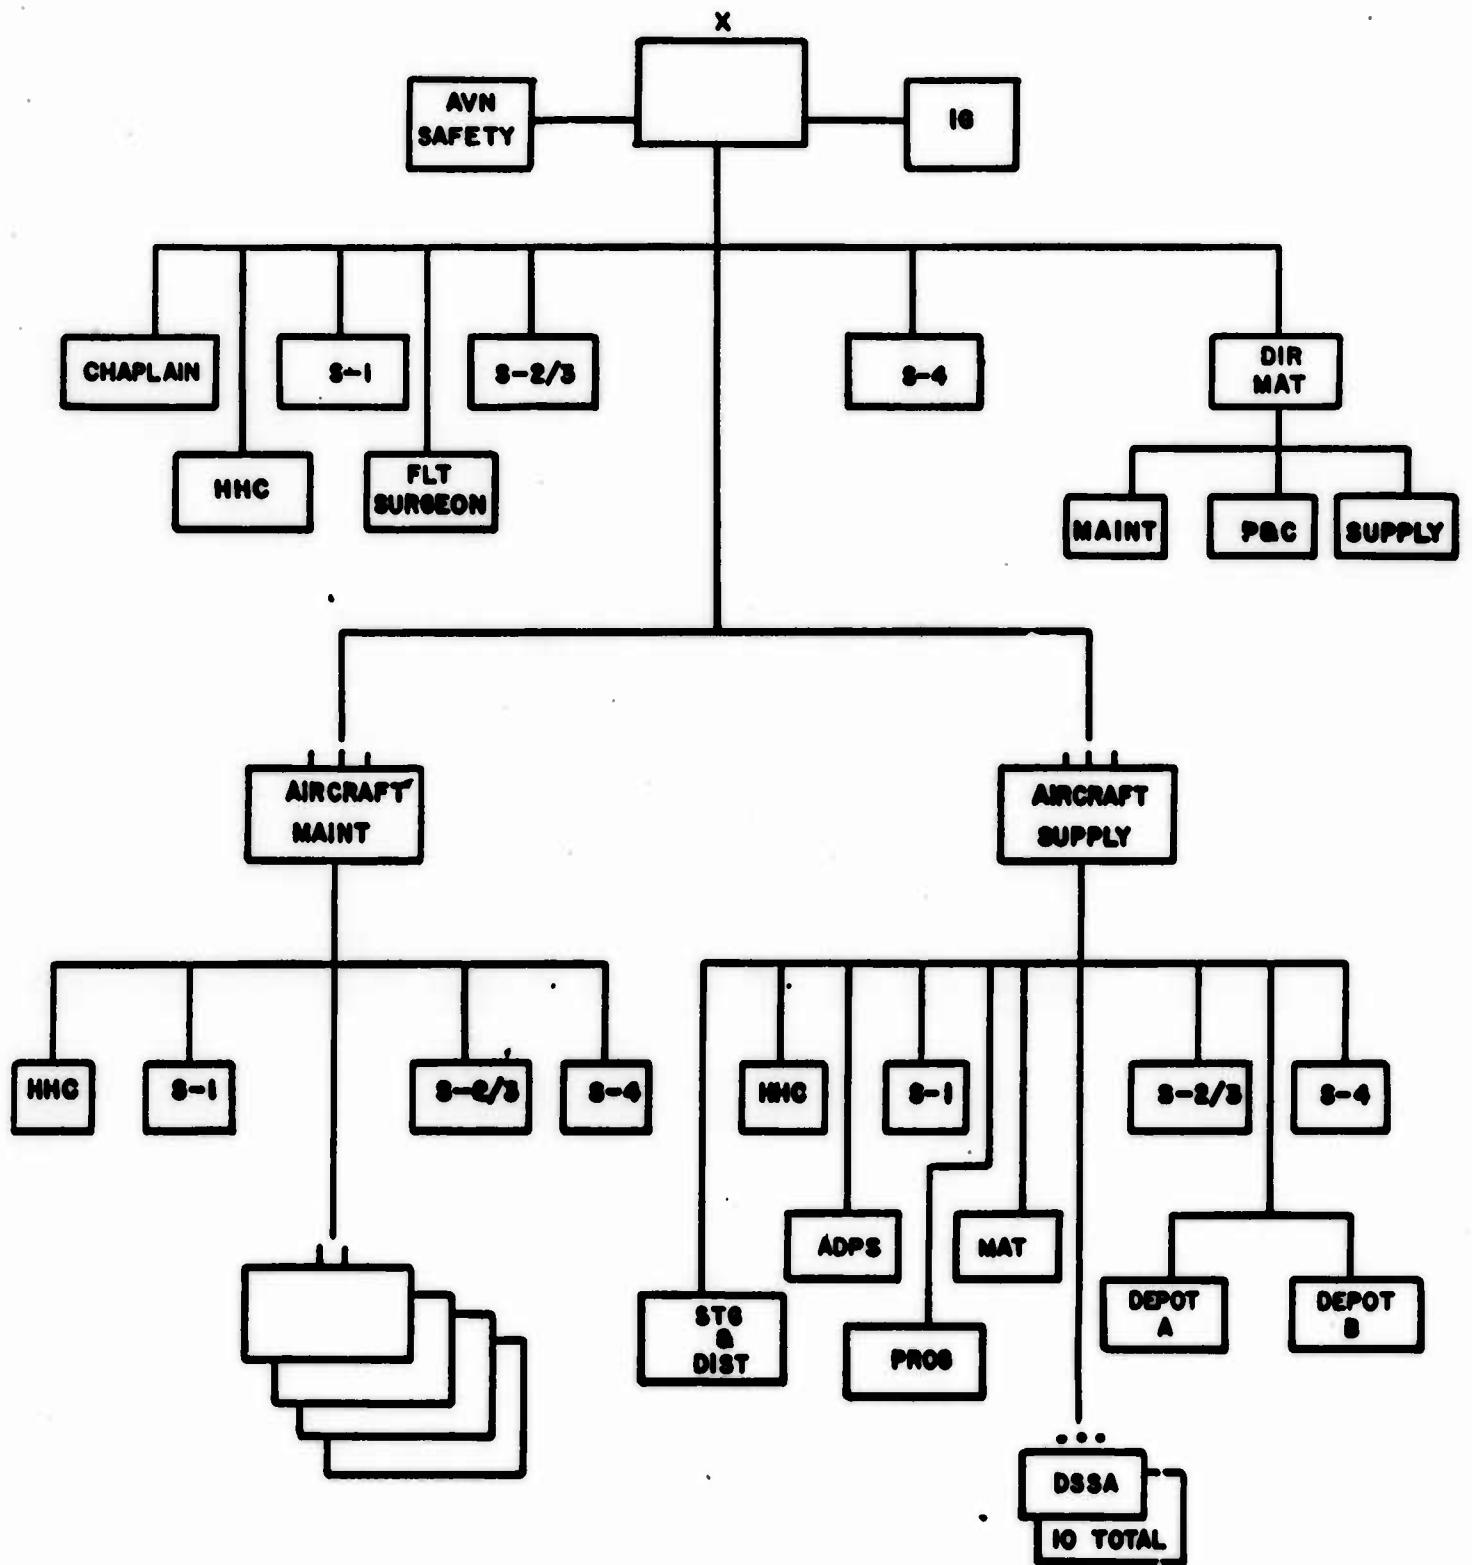 X
AVN
SAFETY
IG
CHAPLAIN
S-1
S-2/3
S-4
DIR
MAT
HHC
FLT
SURGEON
MAINT
P&C
SUPPLY
AIRCRAFT
MAINT
AIRCRAFT
SUPPLY
HHC
S-1
S-2/3
S-4
HHC
S-1
S-2/3
S-4
ADPS
MAT
STG
&
DIST
PROG
DEPOT
A
DEPOT
B
DSSA
10 TOTAL